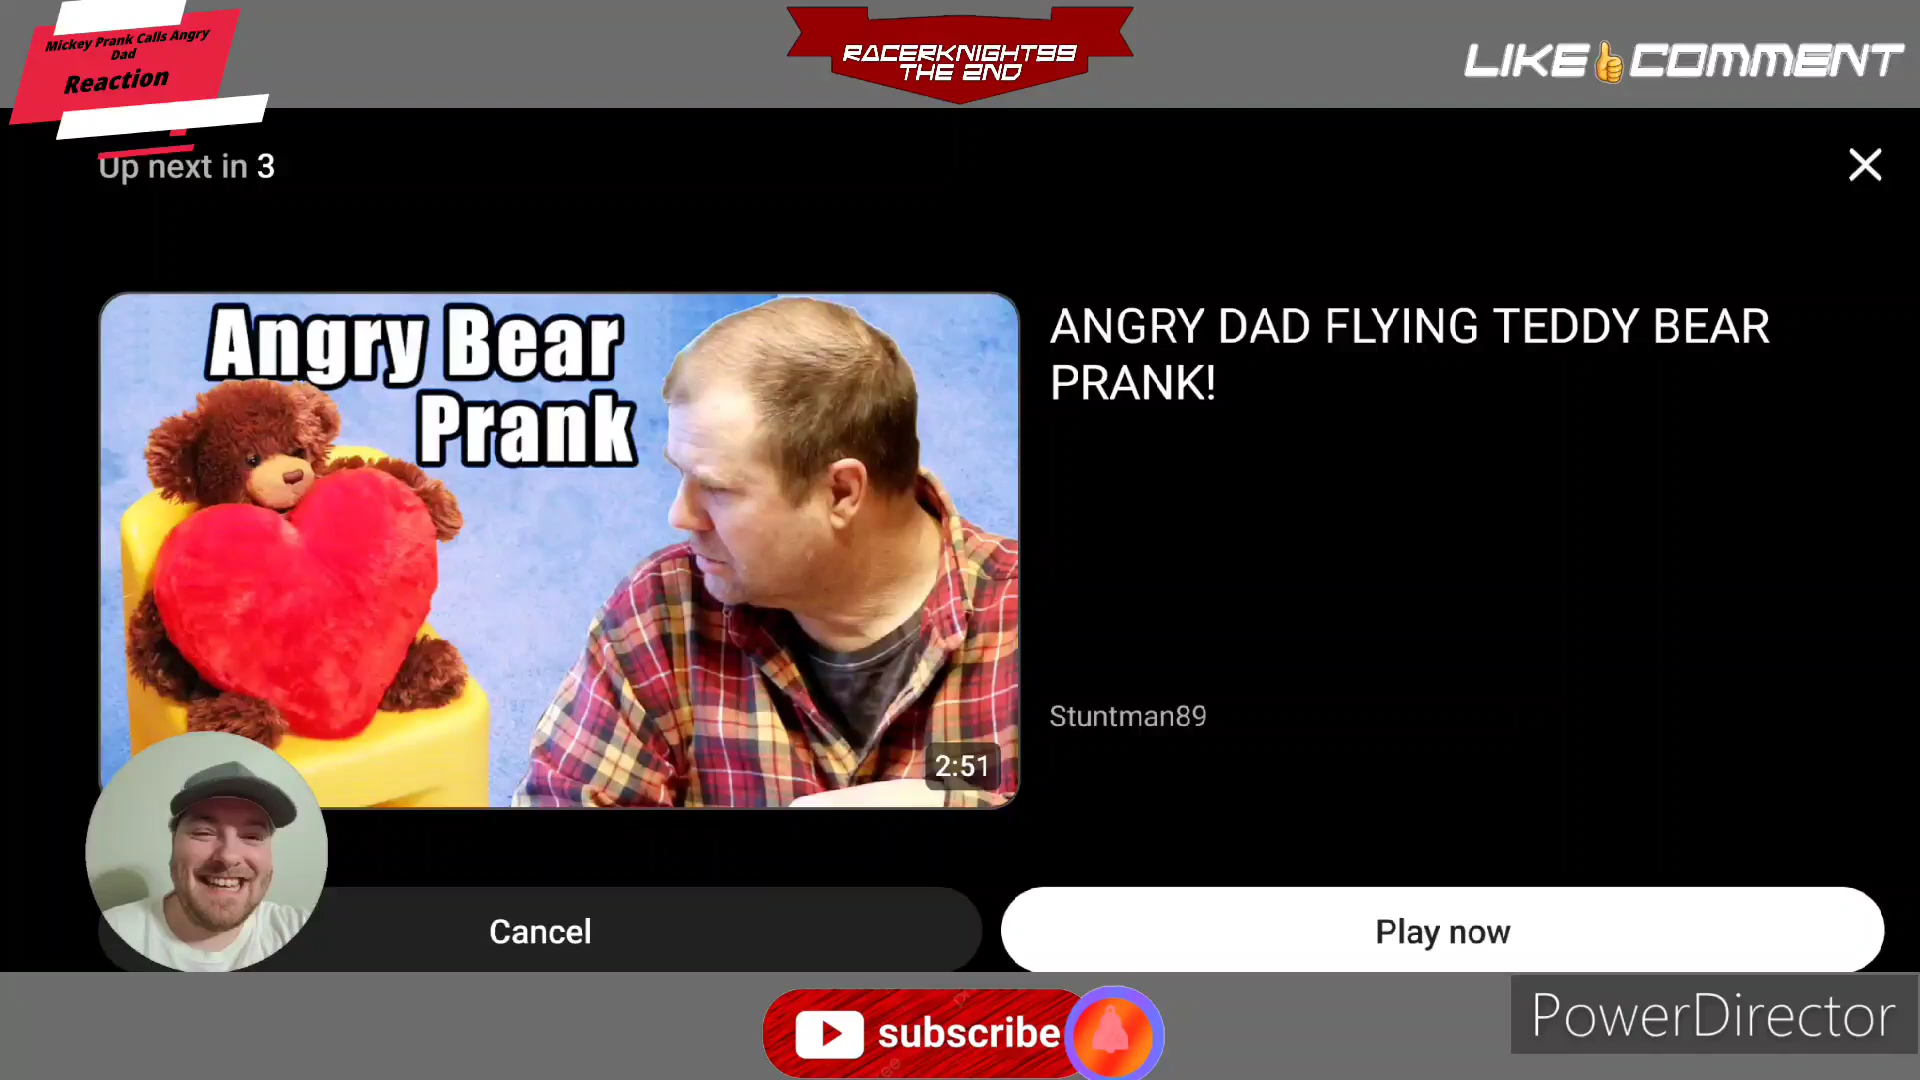 Mickey Prank Calls Angry
Dad
Reaction
RACERKNIGHT99
THE 2ND
LIKE COMMENT
Up next in 3
Angry Bear
Prank
2:51
ANGRY DAD FLYING TEDDY BEAR
PRANK!
Stuntman89
Cancel
Play now
subscribe
PowerDirector